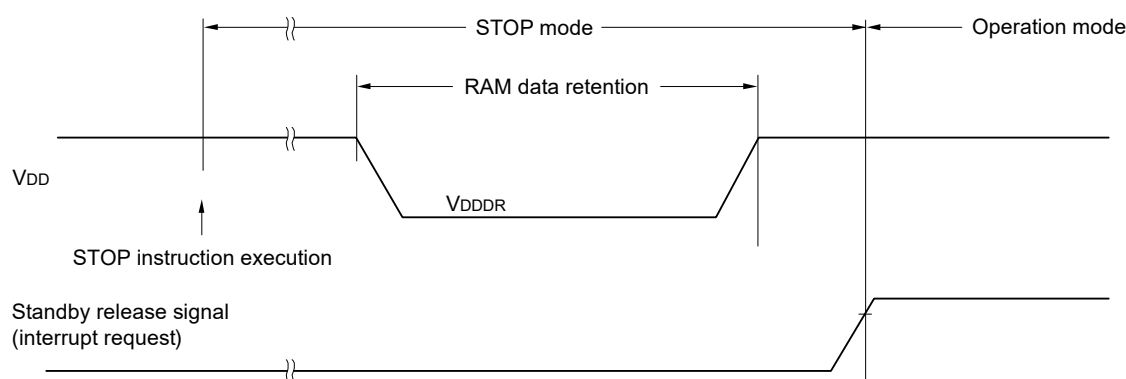 STOP mode
Operation mode
RAM data retention
VDD
VDDDR
STOP instruction execution
Standby release signal
(interrupt request)